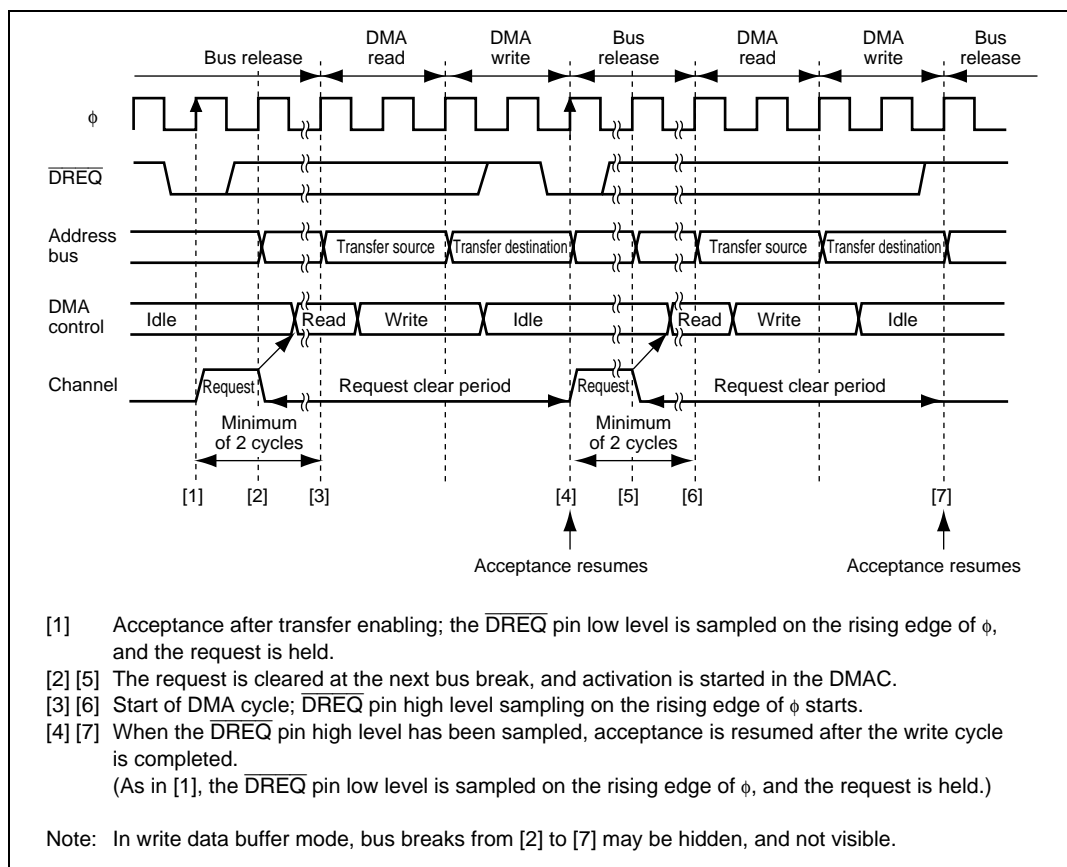 Bus release
DMA read
DMA write
Bus release
DMA read
DMA write
Bus release
ϕ
DREQ
Address bus
Transfer source
Transfer destination
Transfer source
Transfer destination
DMA control
Idle
Read
Write
Idle
Read
Write
Idle
Channel
Request
Request clear period
Request
Request clear period
Minimum of 2 cycles
Minimum of 2 cycles
[1] [2] [3] [4] [5] [6] [7]
Acceptance resumes
Acceptance resumes
[1] Acceptance after transfer enabling; the DREQ pin low level is sampled on the rising edge of ϕ,
and the request is held.
[2] [5] The request is cleared at the next bus break, and activation is started in the DMAC.
[3] [6] Start of DMA cycle; DREQ pin high level sampling on the rising edge of ϕ starts.
[4] [7] When the DREQ pin high level has been sampled, acceptance is resumed after the write cycle
is completed.
(As in [1], the DREQ pin low level is sampled on the rising edge of ϕ, and the request is held.)
Note: In write data buffer mode, bus breaks from [2] to [7] may be hidden, and not visible.